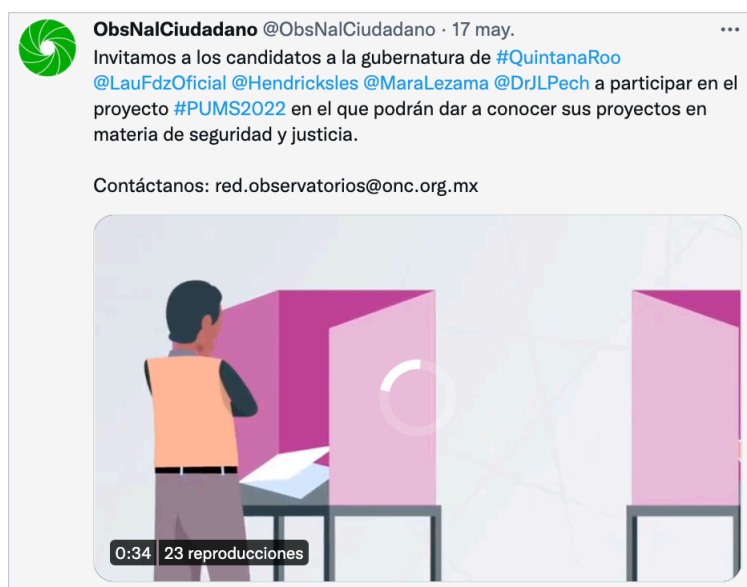 ObsNalCiudadano @ObsNalCiudadano · 17 may.
Invitamos a los candidatos a la gubernatura de #QuintanaRoo
@LauFdzOficial @Hendricksles @MaraLezama @DrJLPech a participar en el
proyecto #PUMS2022 en el que podrán dar a conocer sus proyectos en
materia de seguridad y justicia.
Contáctanos: red.observatorios@onc.org.mx
0:34 23 reproducciones